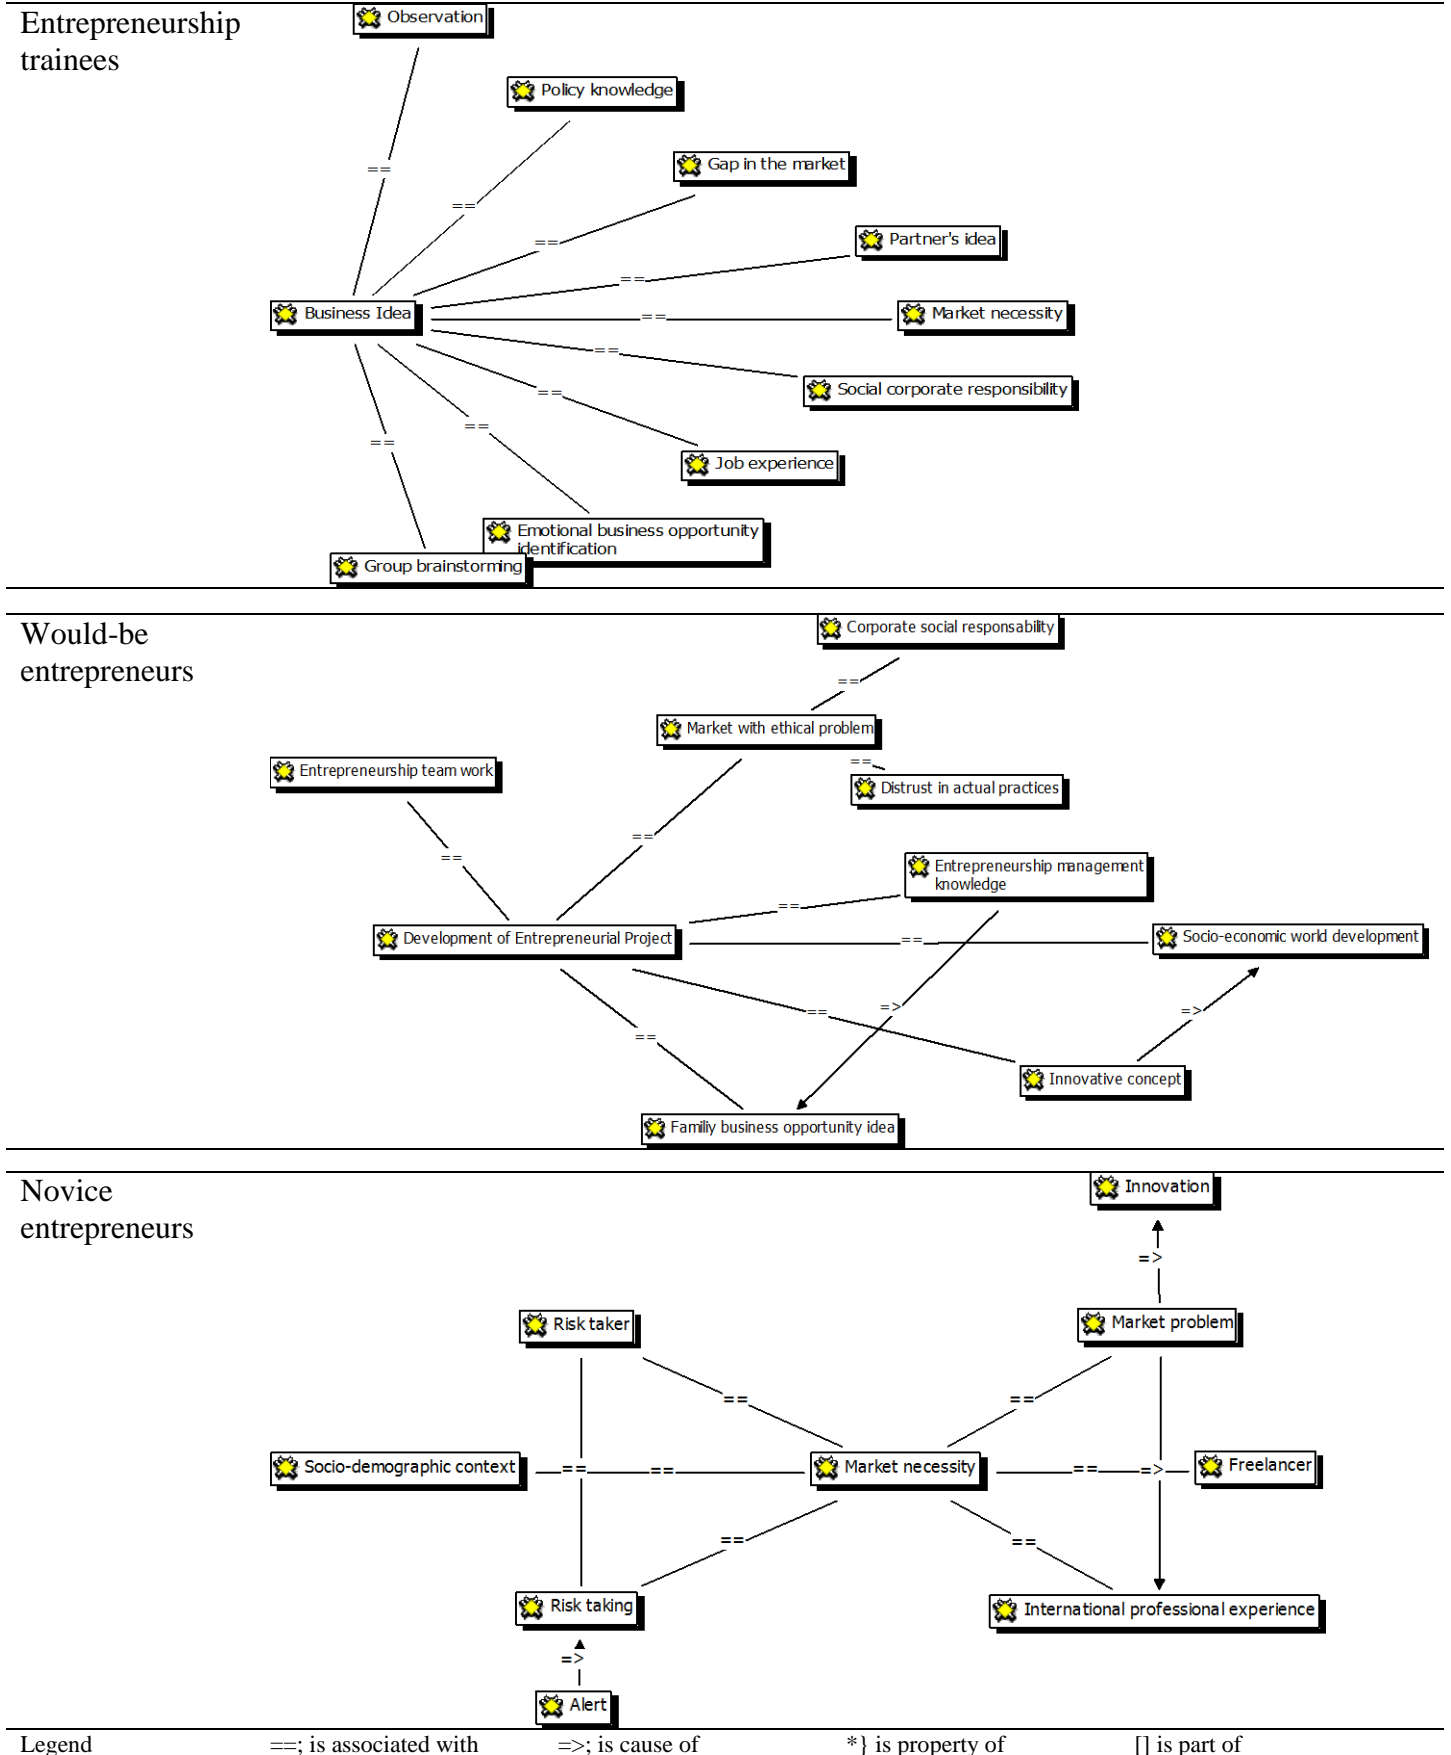 Entrepreneurship
trainees
Observation
Policy knowledge
==
Gap in the market
==
Partner's idea
==
==
Business Idea
==
Market necessity
==
Social corporate responsibility
==
==
==
Job experience
Emotional business opportunity
identification
Group brainstorming
Would-be
entrepreneurs
Corporate social responsability
==
Market with ethical problem
==
Entrepreneurship team work
Distrust in actual practices
==
==
Entrepreneurship management
knowledge
==
Development of Entrepreneurial Project
==
Socio-economic world development
=>
==
=>
==
Innovative concept
Familiy business opportunity idea
Novice
entrepreneurs
Innovation
=>
Risk taker
Market problem
==
==
Socio-demographic context
==
==
Market necessity
==
=>
Freelancer
==
==
Risk taking
International professional experience
=>
Alert
Legend ==; is associated with =>; is cause of *} is property of [] is part of